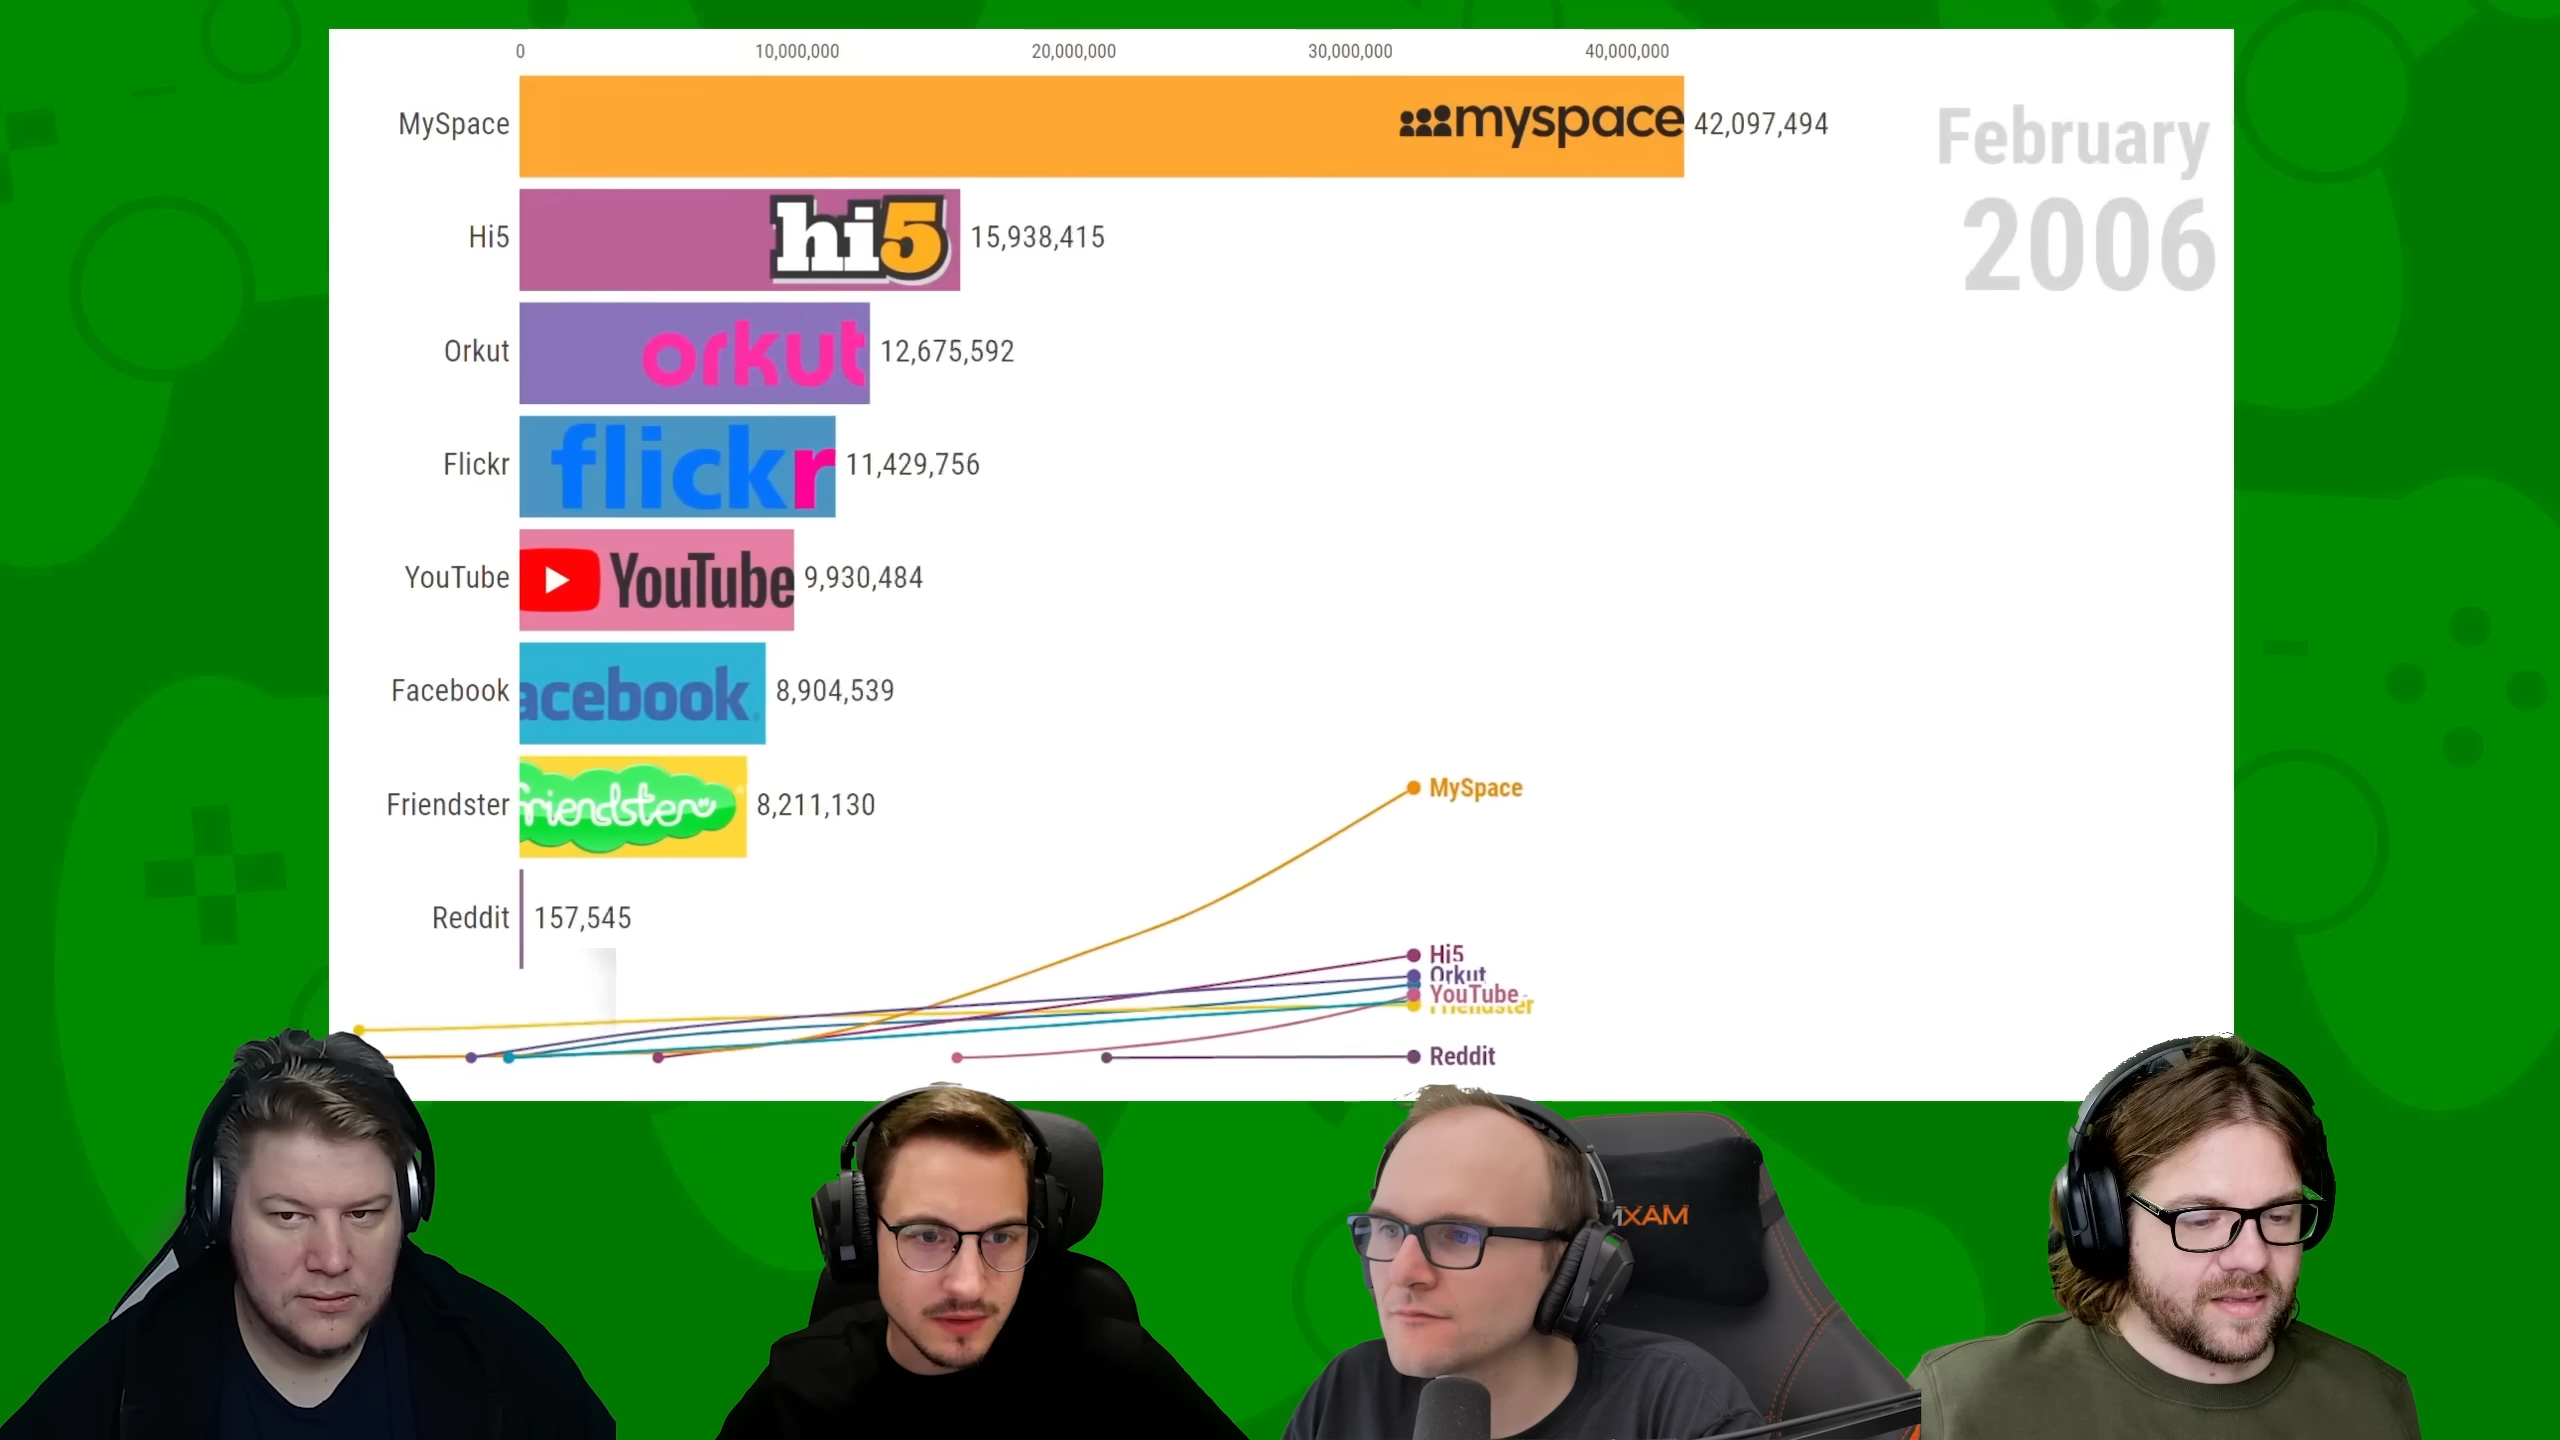 0 10,000,000 20,000,000 30,000,000 40,000,000
MySpace myspace 42,097,494
February
2006
Hi5 hi5 15,938,415
Orkut orkut 12,675,592
Flickr flickr 11,429,756
YouTube YouTube 9,930,484
Facebook acebook 8,904,539
Friendster friendster 8,211,130
MySpace
Reddit 157,545
Hi5
Orkut
YouTube
Friendster
Reddit